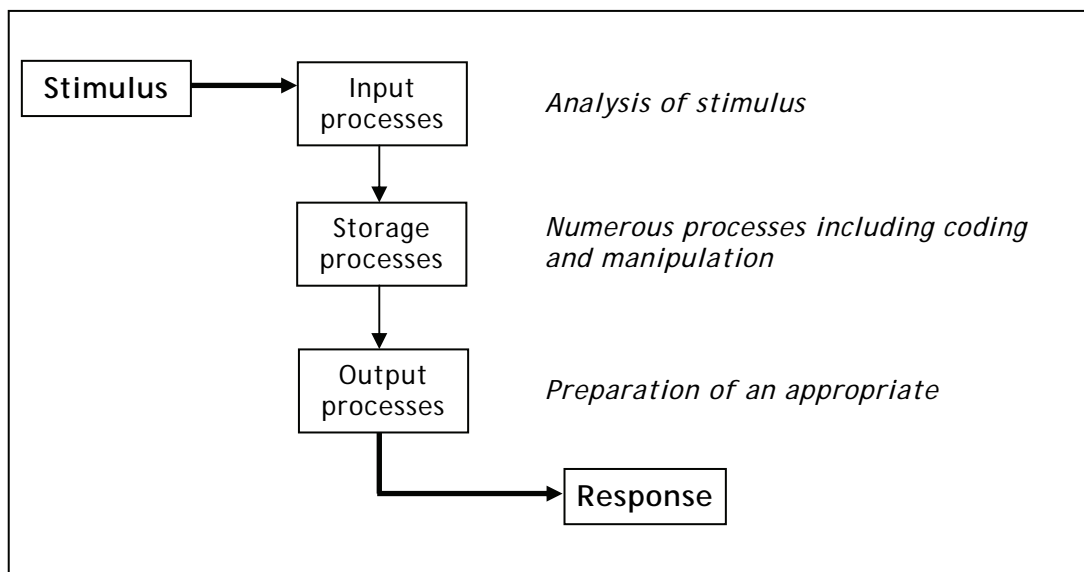 Stimulus
Input
processes
Analysis of stimulus
Storage
processes
Numerous processes including coding
and manipulation
Output
processes
Preparation of an appropriate
Response